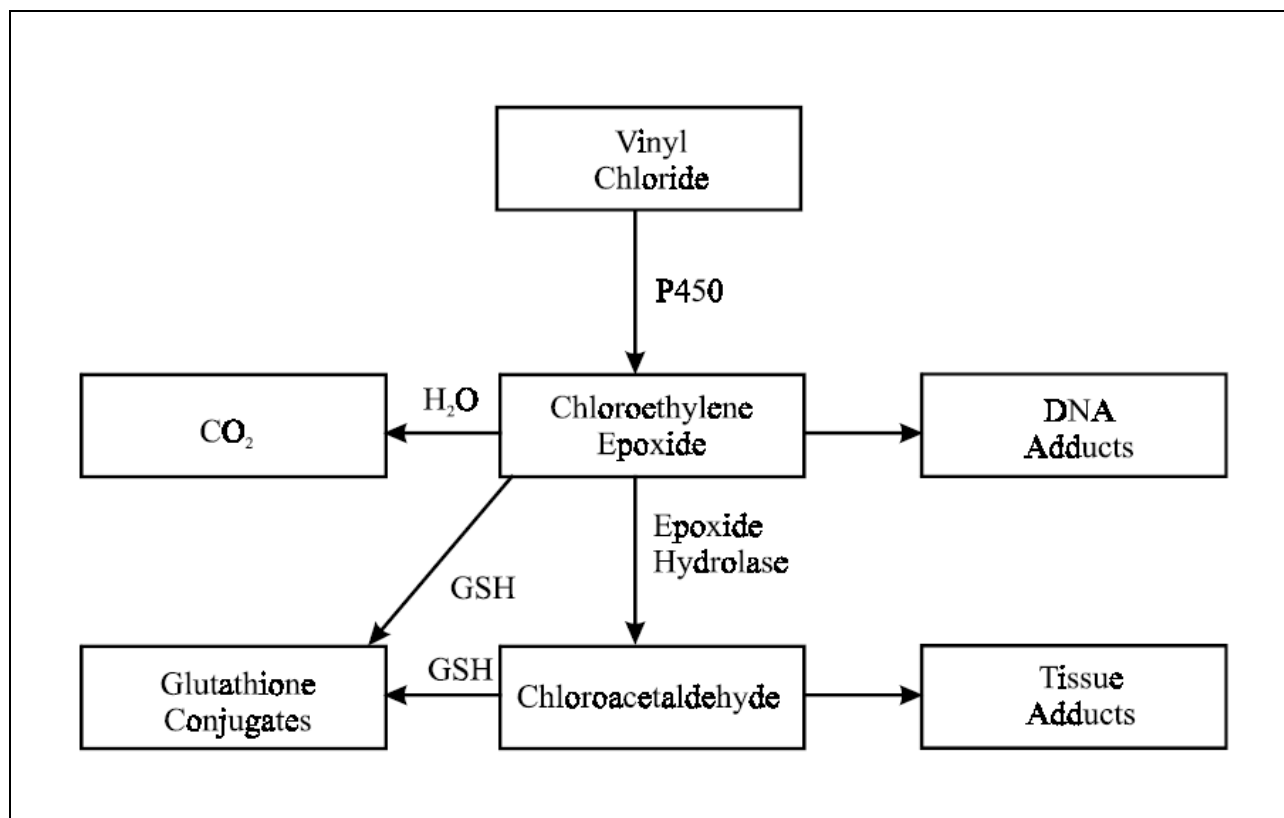 Vinyl
Chloride
P450
CO₂
H₂O
Chloroethylene
Epoxide
DNA
Adducts
Epoxide
Hydrolase
GSH
Glutathione
Conjugates
GSH
Chloroacetaldehyde
Tissue
Adducts